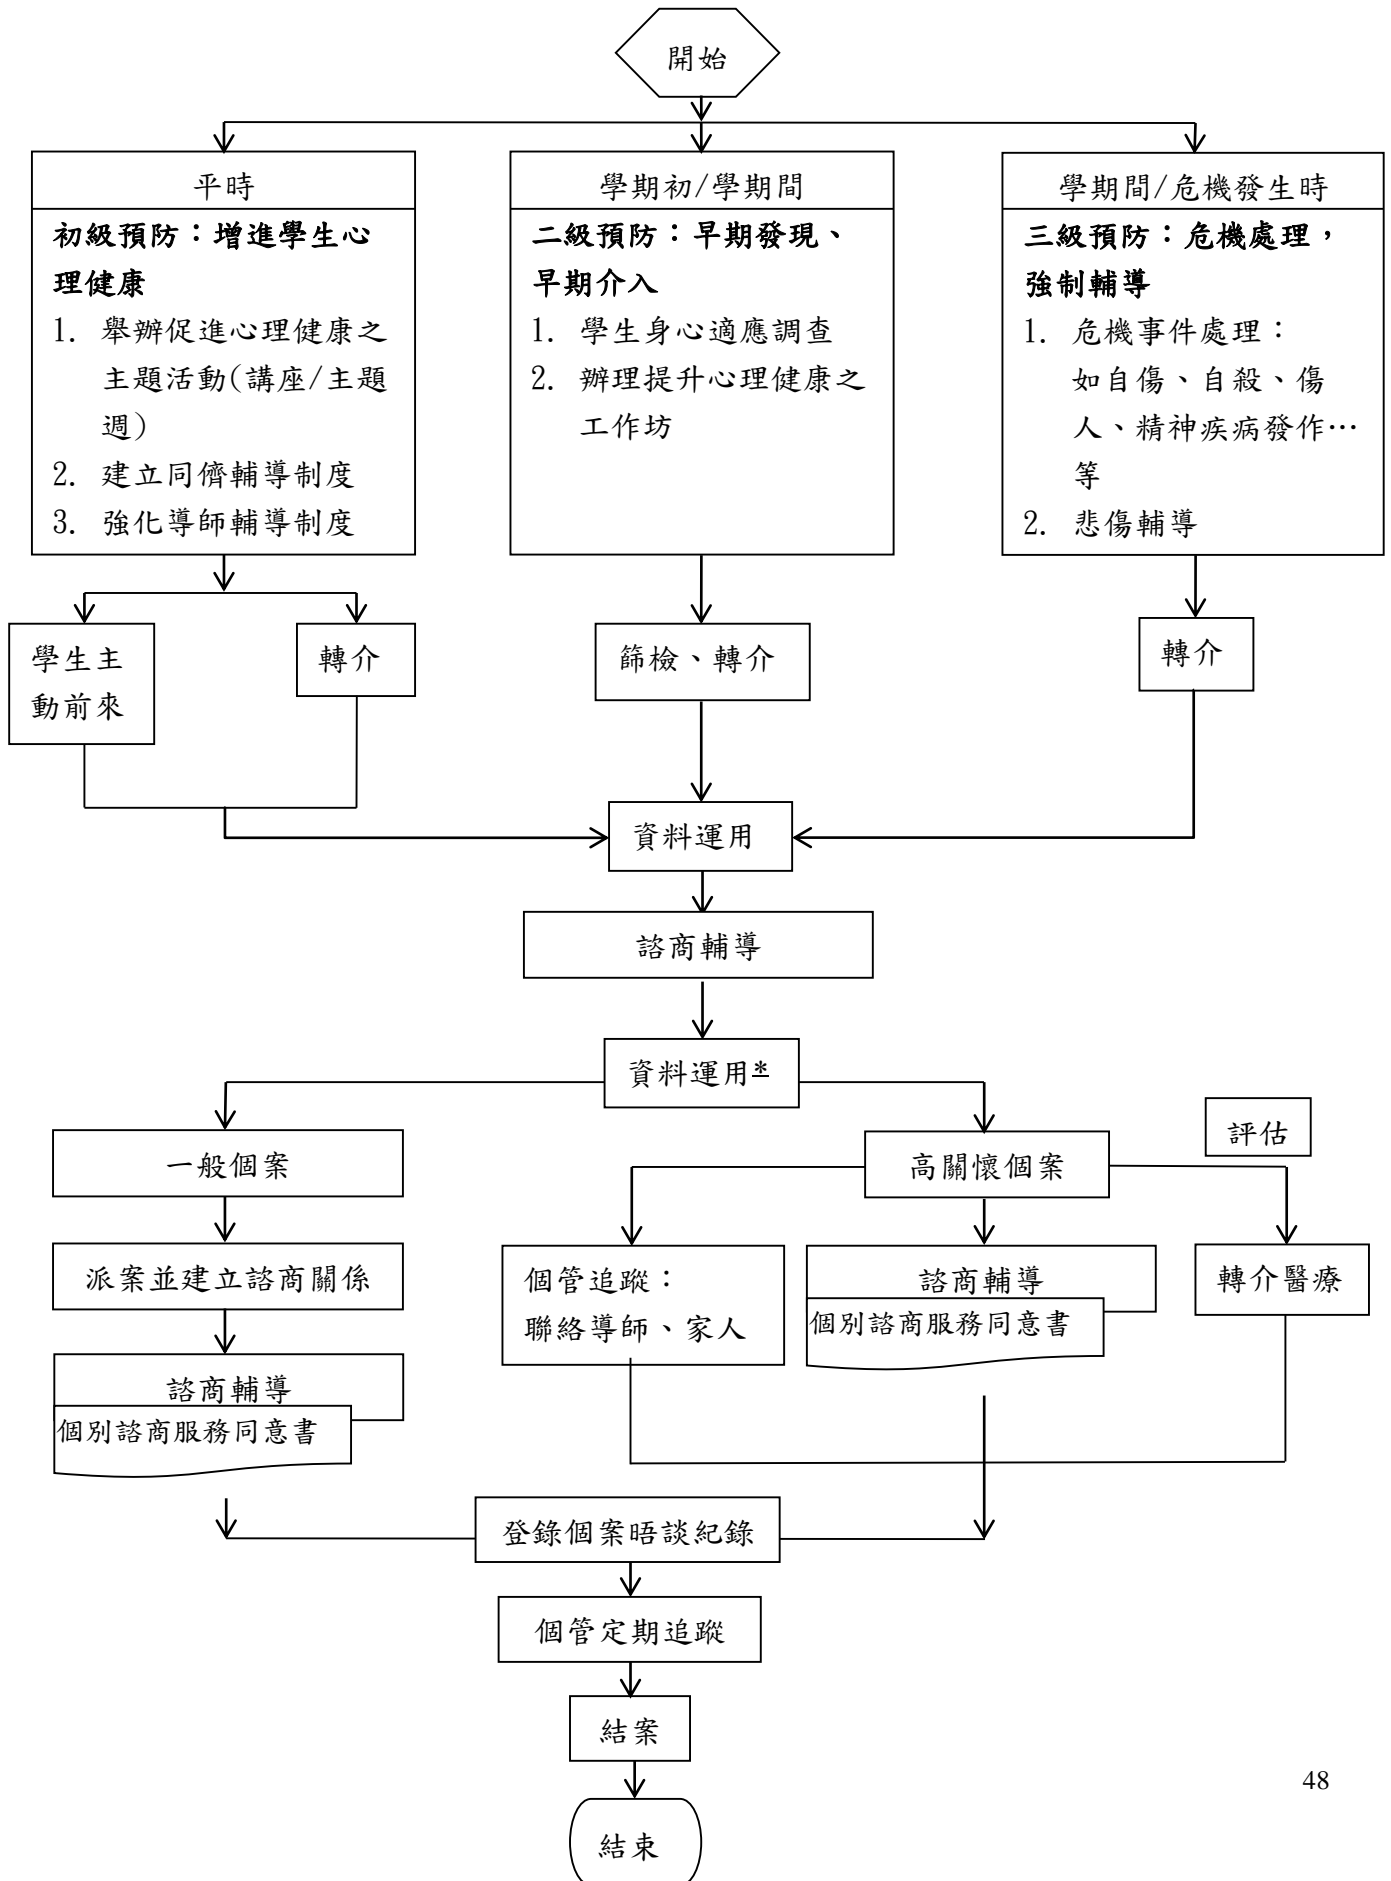 開始
平時
初級預防：增進學生心
理健康
1. 舉辦促進心理健康之
主題活動(講座/主題
週)
2. 建立同儕輔導制度
3. 強化導師輔導制度
學期初/學期間
二級預防：早期發現、
早期介入
1. 學生身心適應調查
2. 辦理提升心理健康之
工作坊
學期間/危機發生時
三級預防：危機處理，
強制輔導
1. 危機事件處理：
如自傷、自殺、傷
人、精神疾病發作…
等
2. 悲傷輔導
學生主
動前來
轉介
篩檢、轉介
轉介
資料運用
諮商輔導
資料運用*
一般個案
高關懷個案
評估
派案並建立諮商關係
個管追蹤：
聯絡導師、家人
諮商輔導
個別諮商服務同意書
轉介醫療
諮商輔導
個別諮商服務同意書
登錄個案晤談紀錄
個管定期追蹤
結案
結束
48